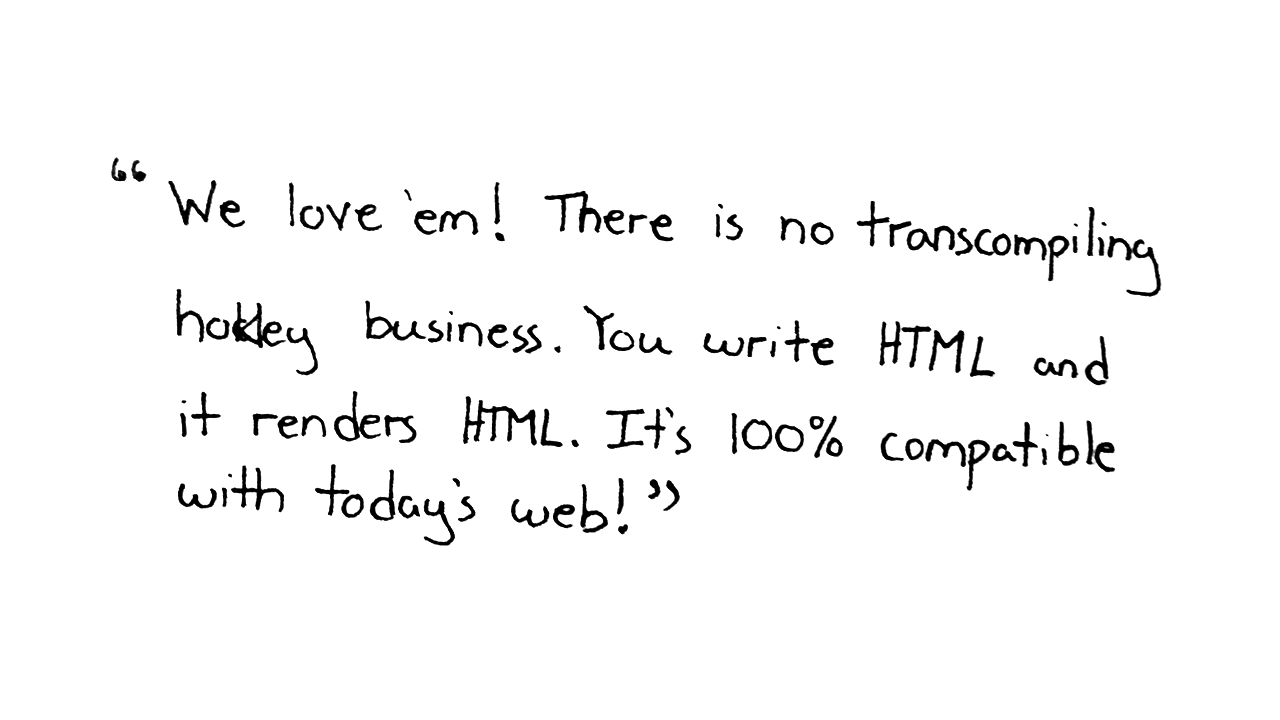 “We love 'em! There is no transcompiling
hokley business. You write HTML and
it renders HTML. It's 100% compatible
with today's web!”